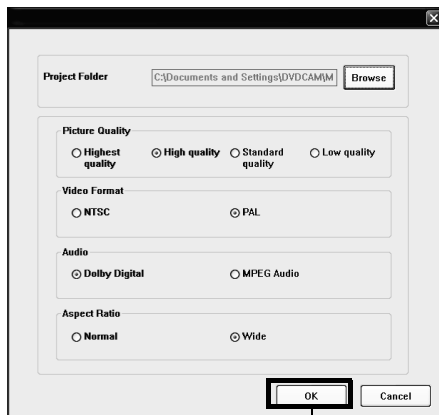 Project Folder C:\Documents and Settings\DVDCAM\M Browse
Picture Quality
Highest quality High quality Standard quality Low quality
Video Format
NTSC PAL
Audio
Dolby Digital MPEG Audio
Aspect Ratio
Normal Wide
OK Cancel